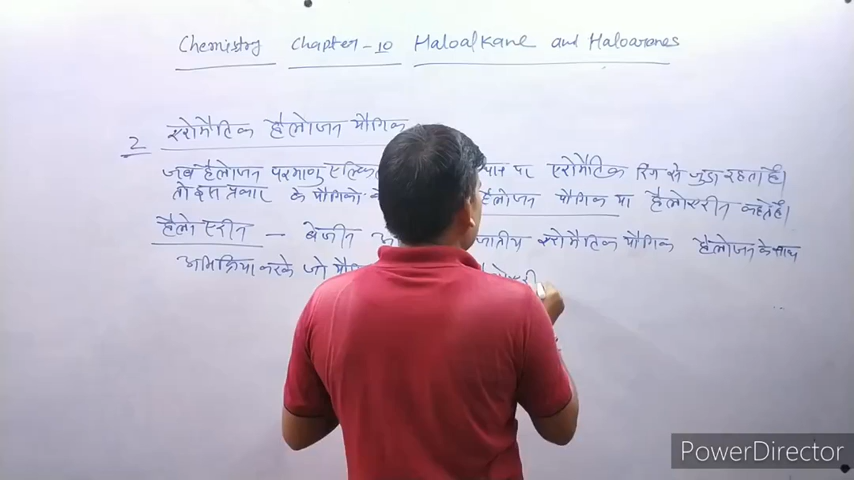 Chemistry Chapter-10 Haloalkane and Haloarenes
2 एरोमैटिक हैलोजन यौगिक
जब हैलोजन परमाणु पर एरोमैटिक रिंग से जुडा रहता है।
तो इस प्रकार के यौगिको हैलोजन यौगिक या हैलोएरीन कहते हैं।
हैलो एरीन - बेंजीन जातीय एरोमैटिक यौगिक हैलोजन के साथ
अभिक्रिया करके जो
PowerDirector